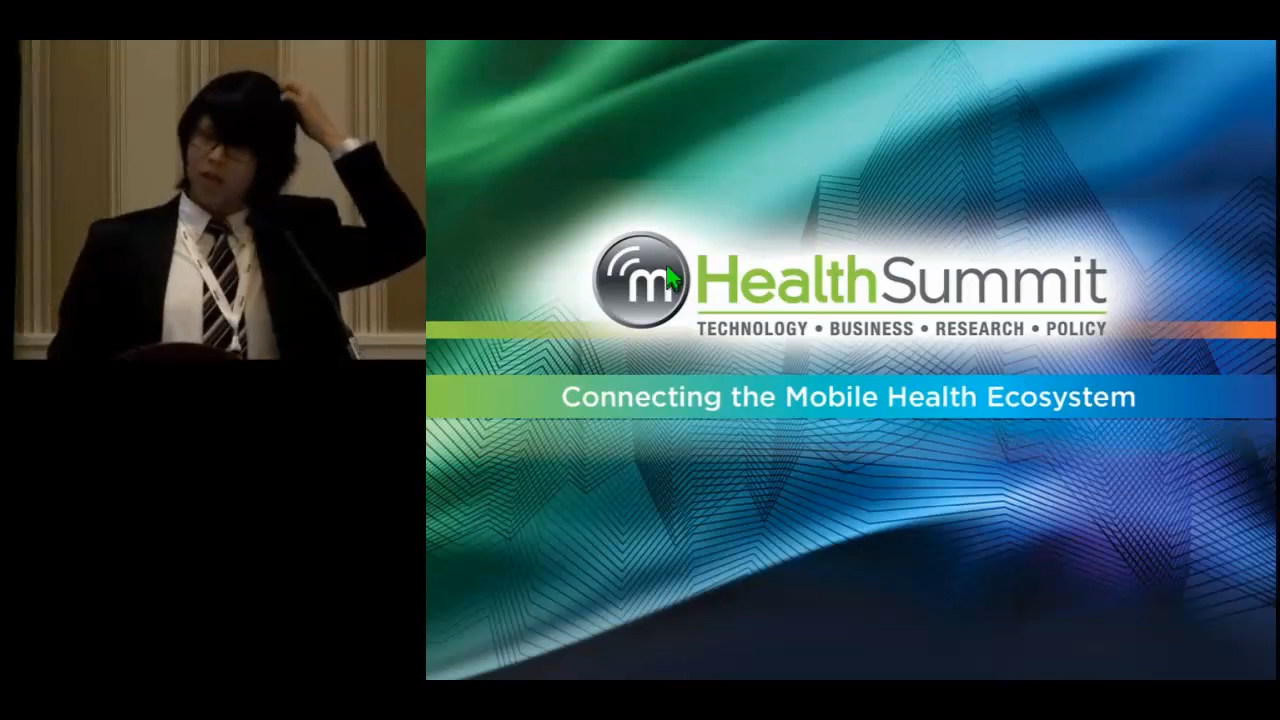 mHealthSummit
TECHNOLOGY • BUSINESS • RESEARCH • POLICY
Connecting the Mobile Health Ecosystem